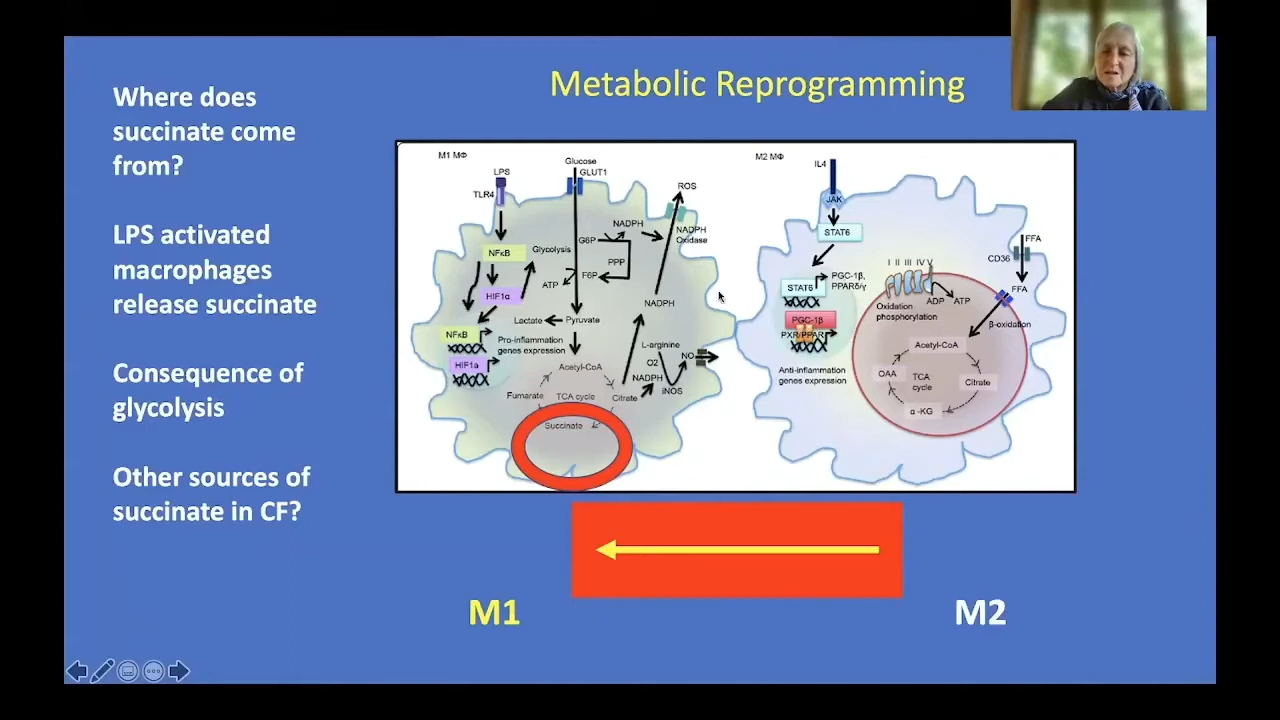 Metabolic Reprogramming
Where does
succinate come
from?
LPS activated
macrophages
release succinate
Consequence of
glycolysis
Other sources of
succinate in CF?
M1 MΦ
LPS
TLR4
Glucose
GLUT1
ROS
NADPH
NADPH
Oxidase
G6P
Glycolysis
NFκB
PPP
F6P
ATP
HIF1α
NADPH
Lactate
Pyruvate
NFκB
Pro-inflammation
genes expression
L-arginine
NO
O2
HIF1a
Acetyl-CoA
NADPH
iNOS
Fumarate
TCA cycle
Citrate
Succinate
M2 MΦ
IL4
JAK
STAT6
FFA
CD36
I II III IV V
PGC-1β,
PPARδ/γ
STAT6
FFA
ADP
ATP
Oxidation
phosphorylation
PGC-1β
β-oxidation
PXR/PPAR
Acetyl-CoA
Anti-inflammation
genes expression
OAA
TCA
cycle
Citrate
α -KG
M1
M2